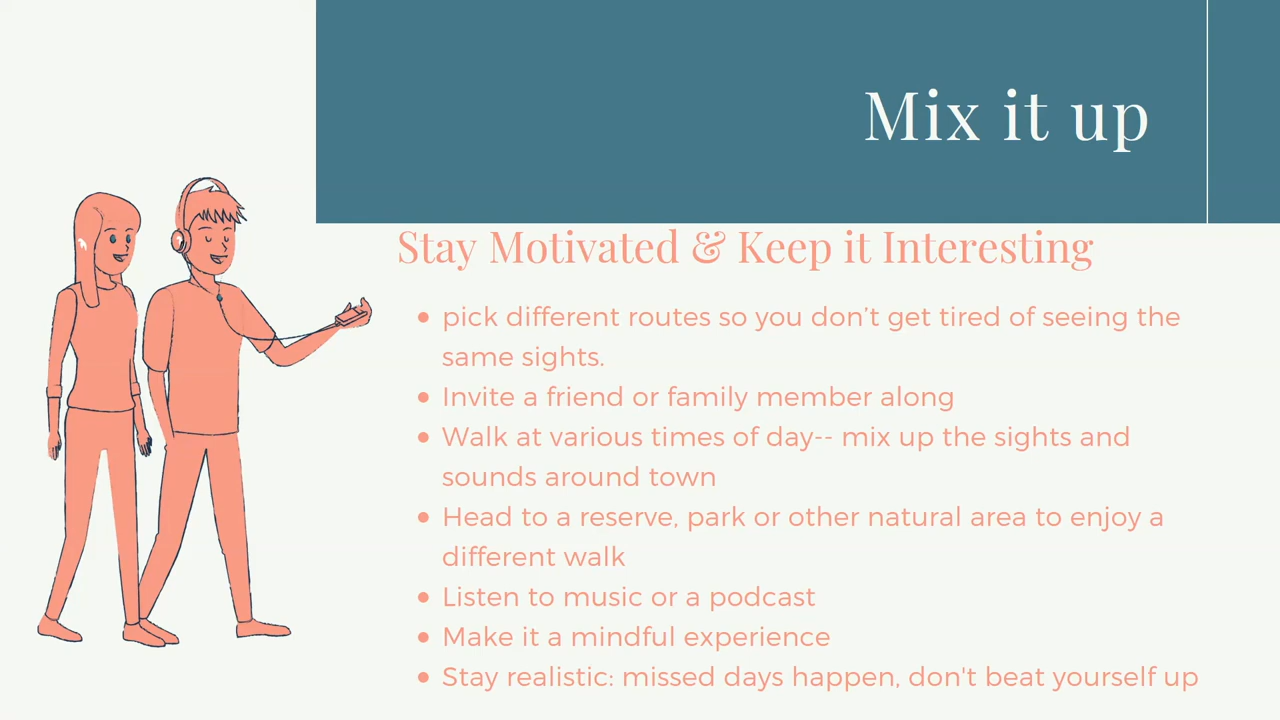 Mix it up
Stay Motivated & Keep it Interesting
pick different routes so you don’t get tired of seeing the
same sights.
Invite a friend or family member along
Walk at various times of day-- mix up the sights and
sounds around town
Head to a reserve, park or other natural area to enjoy a
different walk
Listen to music or a podcast
Make it a mindful experience
Stay realistic: missed days happen, don't beat yourself up